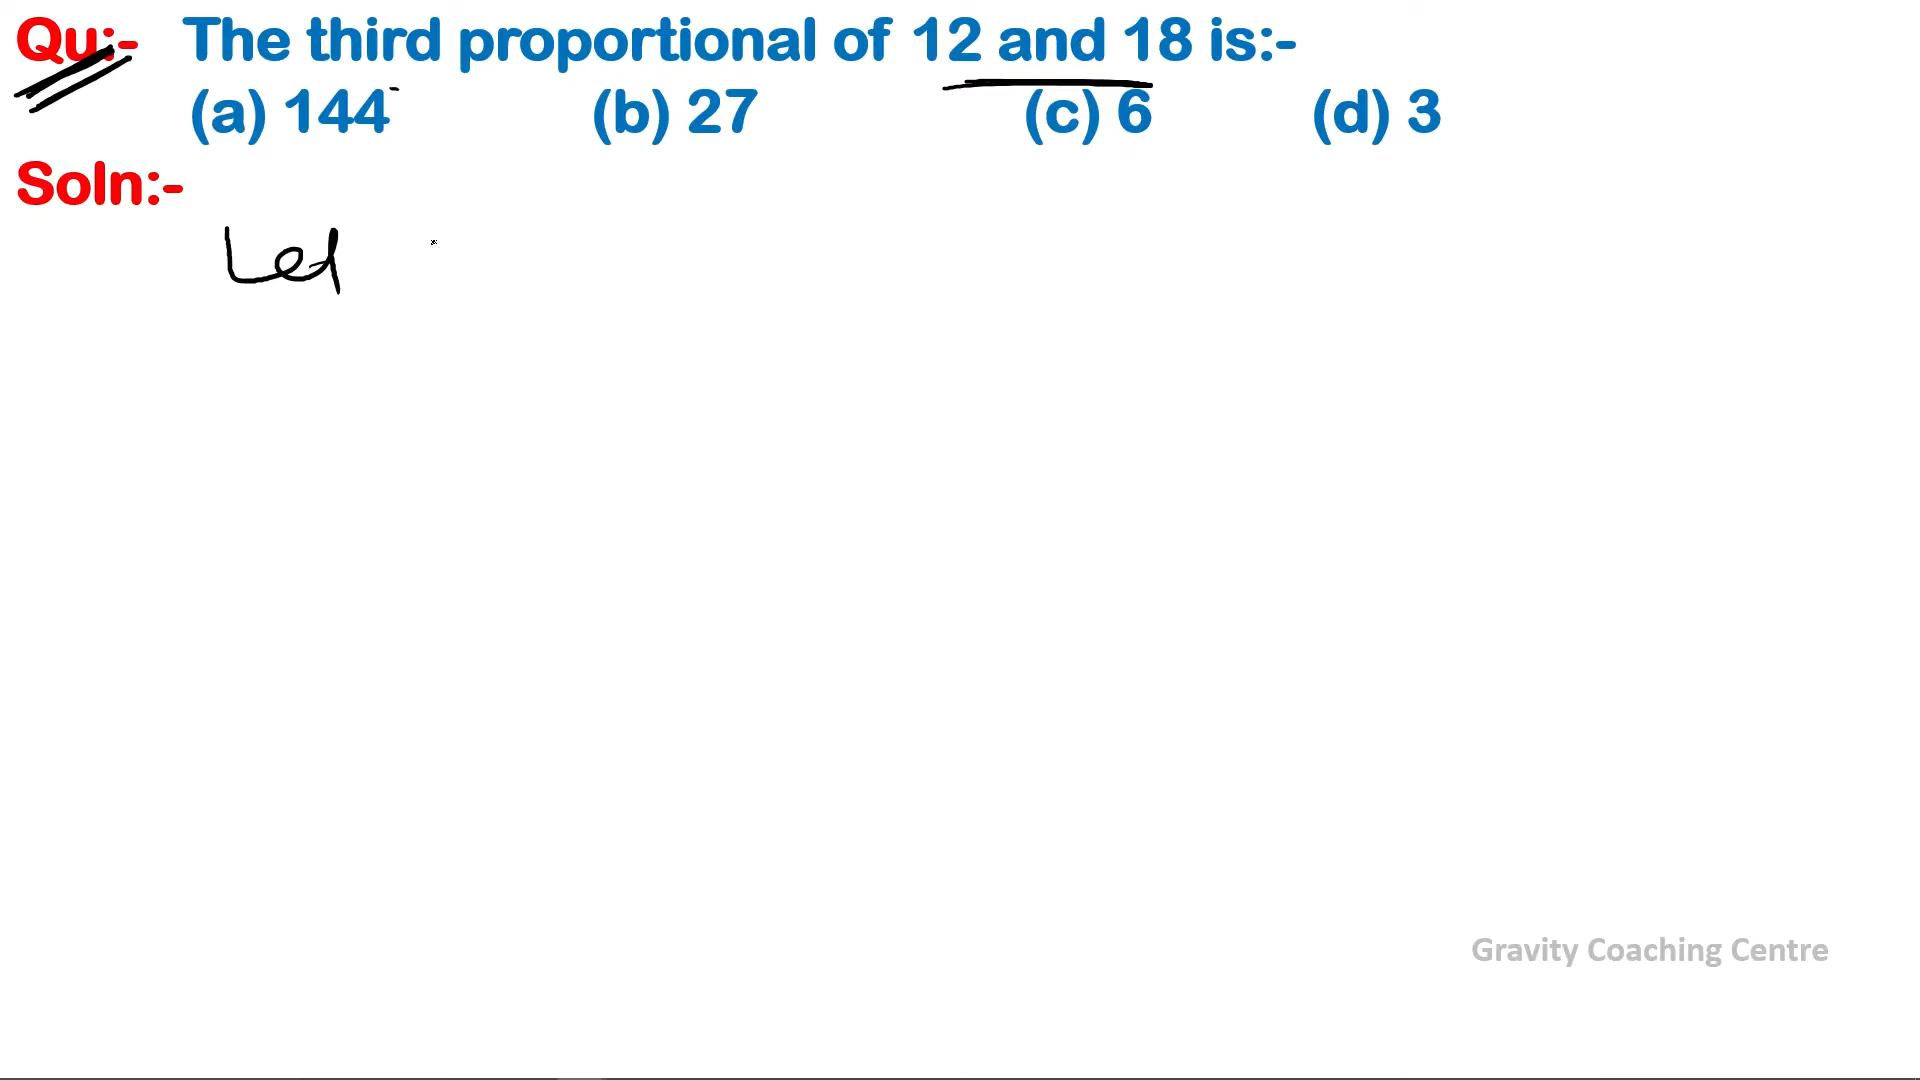 Qu:- The third proportional of 12 and 18 is:-
(a) 144 (b) 27 (c) 6 (d) 3
Soln:-
Let
Gravity Coaching Centre